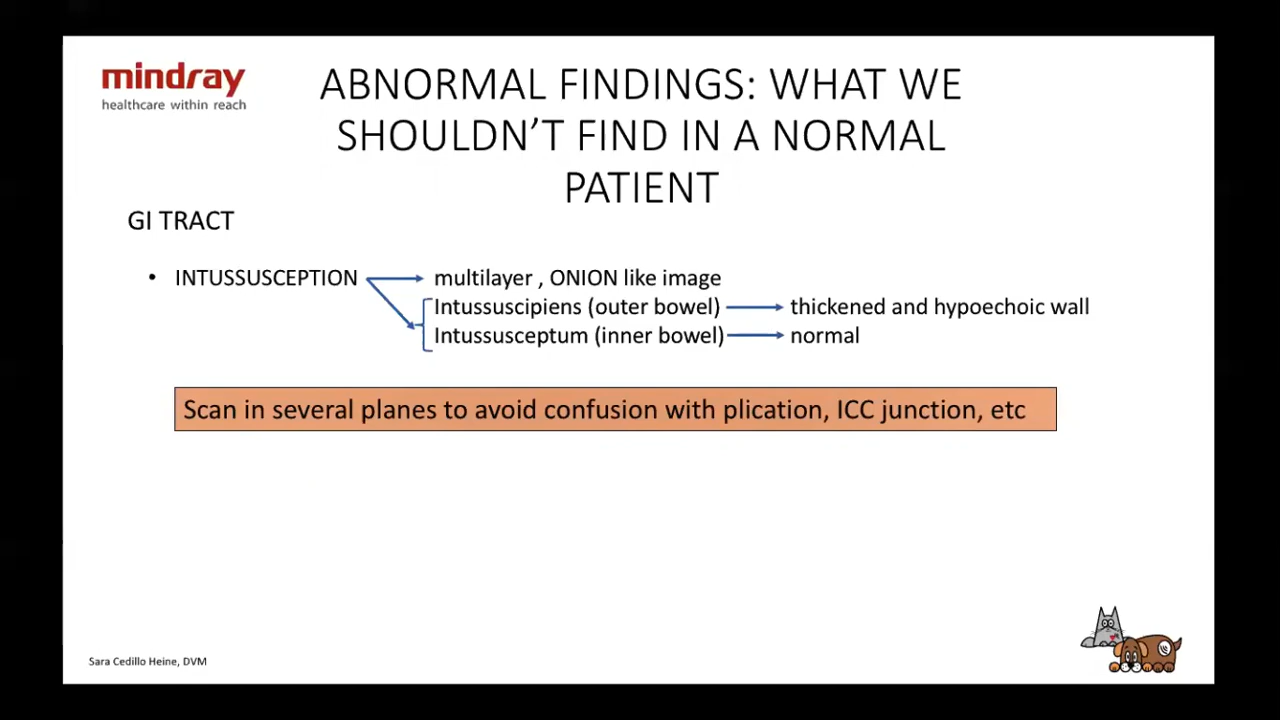 mindray
healthcare within reach
ABNORMAL FINDINGS: WHAT WE
SHOULDN'T FIND IN A NORMAL
PATIENT
GI TRACT
• INTUSSUSCEPTION
multilayer , ONION like image
Intussuscipiens (outer bowel)
thickened and hypoechoic wall
Intussusceptum (inner bowel)
normal
Scan in several planes to avoid confusion with plication, ICC junction, etc
Sara Cedillo Heine, DVM